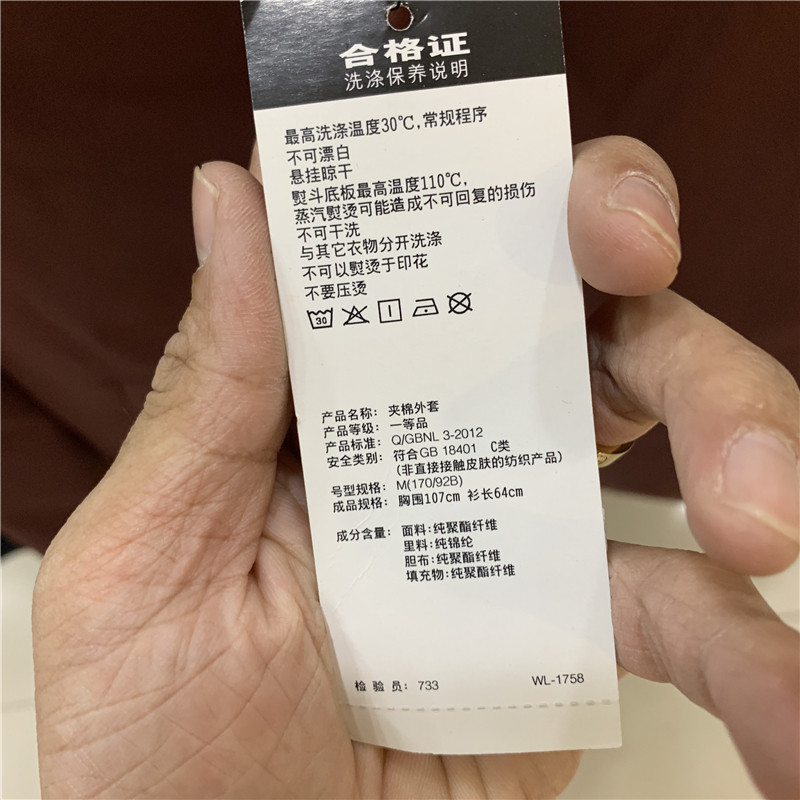 合格证
洗涤保养说明
最高洗涤温度30℃,常规程序
不可漂白
悬挂晾干
熨斗底板最高温度110℃,
蒸汽熨烫可能造成不可回复的损伤
不可干洗
与其它衣物分开洗涤
不可以熨烫于印花
不要压烫
30
产品名称: 夹棉外套
产品等级: 一等品
产品标准: Q/GBNL 3-2012
安全类别: 符合GB 18401 C类
(非直接接触皮肤的纺织产品)
号型规格: M(170/92B)
成品规格: 胸围107cm 衫长64cm
成分含量: 面料:纯聚酯纤维
里料:纯锦纶
胆布:纯聚酯纤维
填充物:纯聚酯纤维
检验员: 733 WL-1758